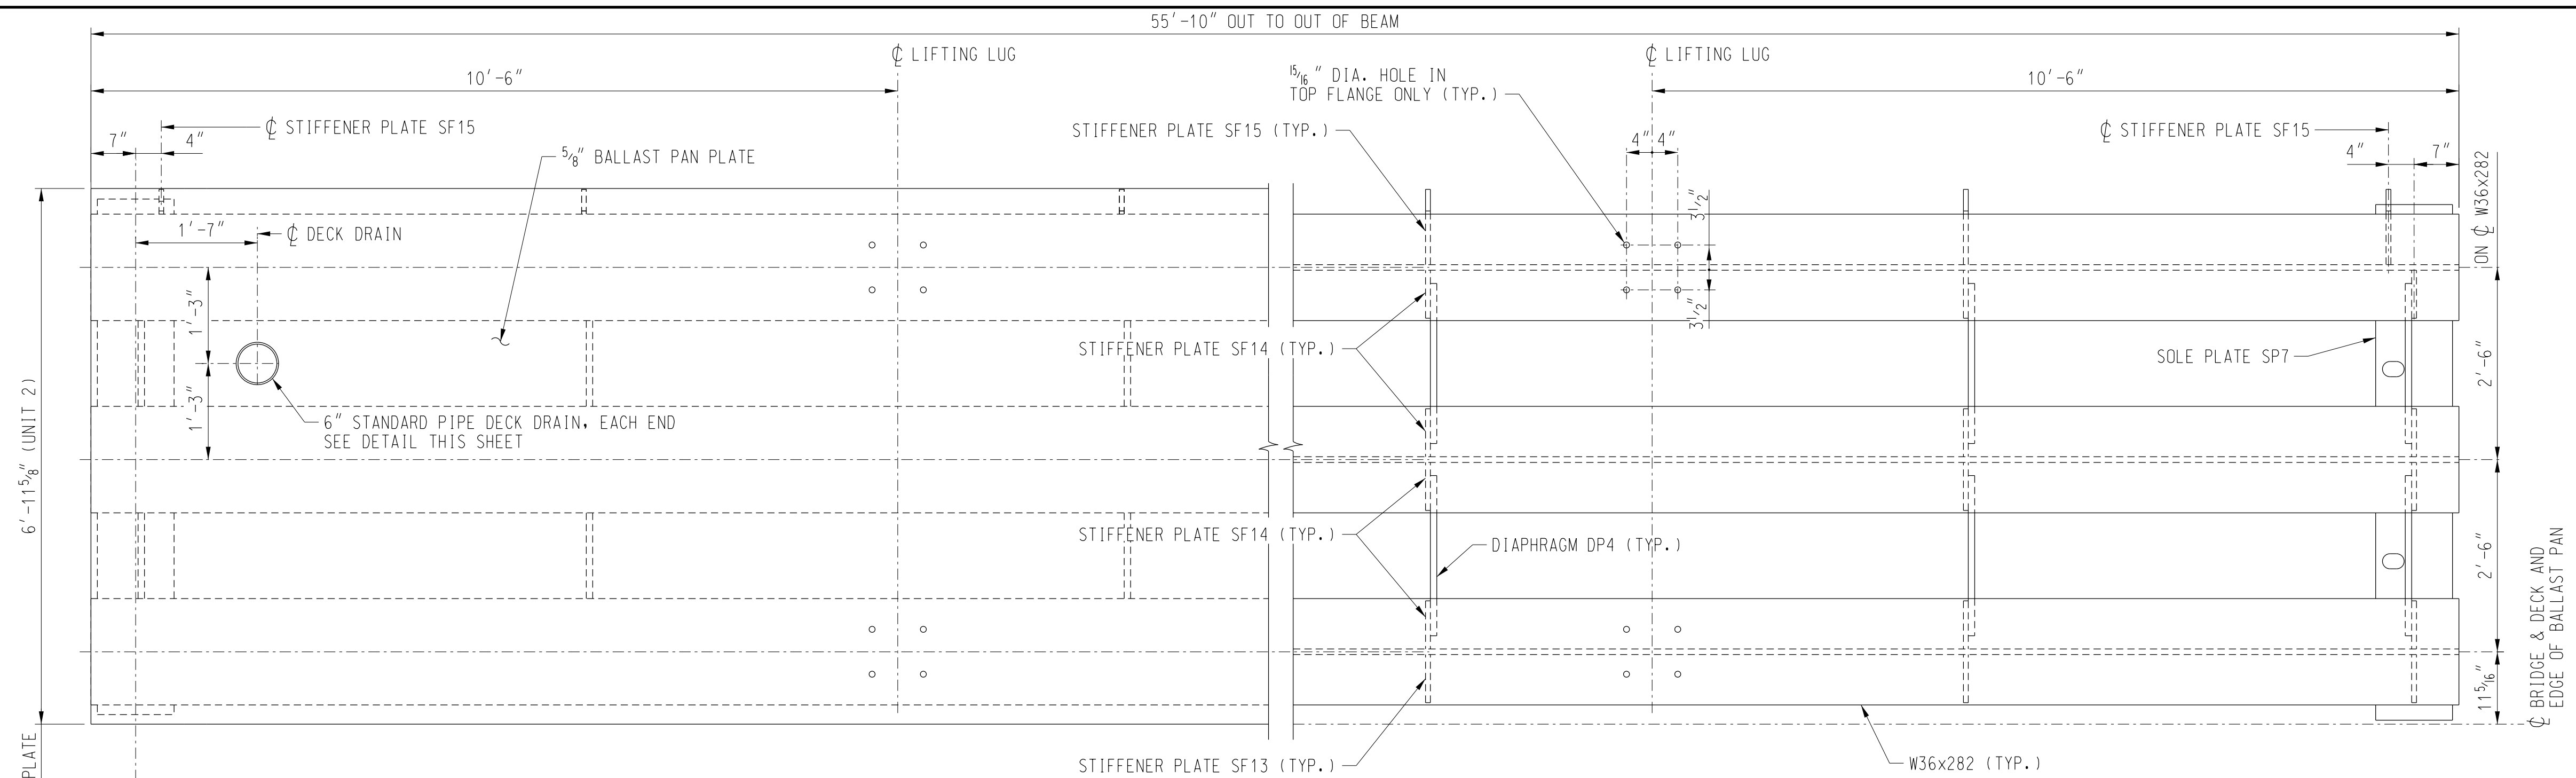 55'-10" OUT TO OUT OF BEAM
℄ LIFTING LUG
℄ LIFTING LUG
10'-6"
15/16" DIA. HOLE IN
TOP FLANGE ONLY (TYP.)
10'-6"
7"
4"
℄ STIFFENER PLATE SF15
STIFFENER PLATE SF15 (TYP.)
4" 4"
℄ STIFFENER PLATE SF15
4"
7"
5/8" BALLAST PAN PLATE
ON ℄ W36x282
3 1/2"
1'-7"
℄ DECK DRAIN
1'-3"
3 1/2"
STIFFENER PLATE SF14 (TYP.)
SOLE PLATE SP7
2'-6"
6'-11 5/8" (UNIT 2)
1'-3"
6" STANDARD PIPE DECK DRAIN, EACH END
SEE DETAIL THIS SHEET
STIFFENER PLATE SF14 (TYP.)
DIAPHRAGM DP4 (TYP.)
2'-6"
℄ BRIDGE & DECK AND
EDGE OF BALLAST PAN
11 5/16"
PLATE
STIFFENER PLATE SF13 (TYP.)
W36x282 (TYP.)